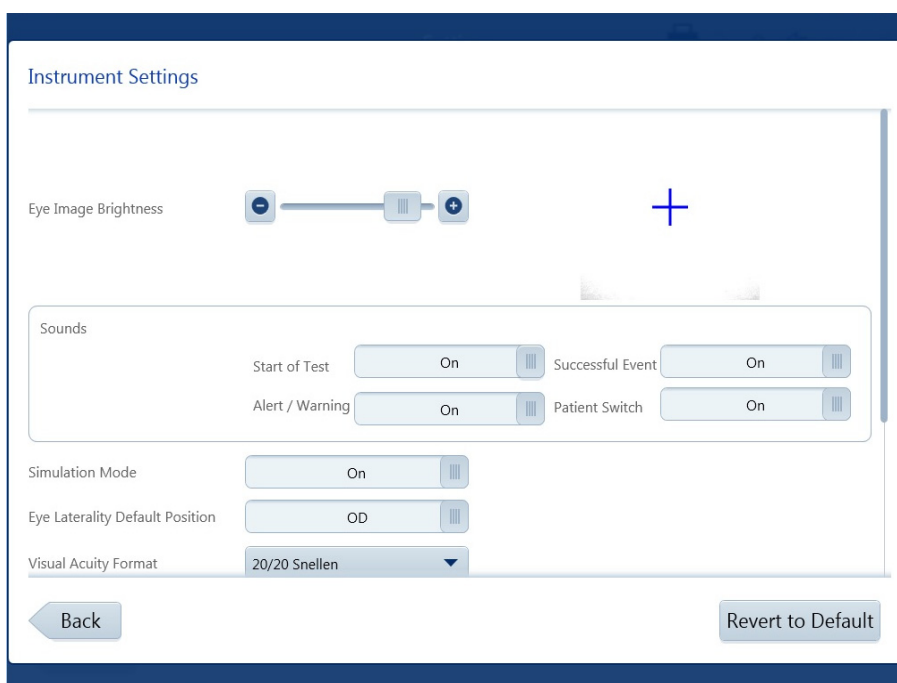 Instrument Settings
Eye Image Brightness
Sounds
Start of Test On Successful Event On
Alert / Warning On Patient Switch On
Simulation Mode On
Eye Laterality Default Position OD
Visual Acuity Format 20/20 Snellen
Back Revert to Default